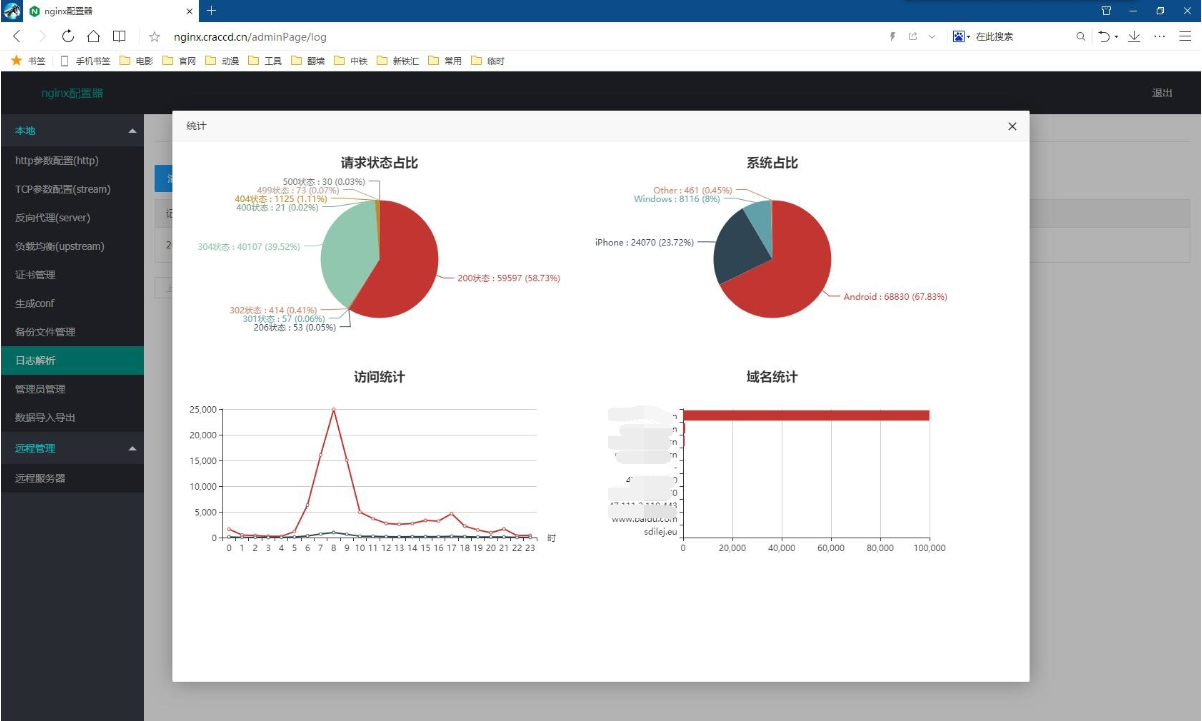 nginx配置器
nginx.craccd.cn/adminPage/log
在此搜索
书签 手机书签 电影 官网 动漫 工具 翻墙 中铁 新铁汇 常用 临时
nginx配置器
退出
本地
http参数配置(http)
TCP参数配置(stream)
反向代理(server)
负载均衡(upstream)
证书管理
生成conf
备份文件管理
日志解析
管理员管理
数据导入导出
远程管理
远程服务器
统计
请求状态占比
500状态 : 30 (0.03%)
499状态 : 73 (0.07%)
404状态 : 1125 (1.11%)
400状态 : 21 (0.02%)
304状态 : 40107 (39.52%)
200状态 : 59597 (58.73%)
302状态 : 414 (0.41%)
301状态 : 57 (0.06%)
206状态 : 53 (0.05%)
系统占比
Other : 461 (0.45%)
Windows : 8116 (8%)
iPhone : 24070 (23.72%)
Android : 68830 (67.83%)
访问统计
25,000
20,000
15,000
10,000
5,000
0
0 1 2 3 4 5 6 7 8 9 10 11 12 13 14 15 16 17 18 19 20 21 22 23 时
域名统计
www.baidu.com
sdilej.eu
0 20,000 40,000 60,000 80,000 100,000